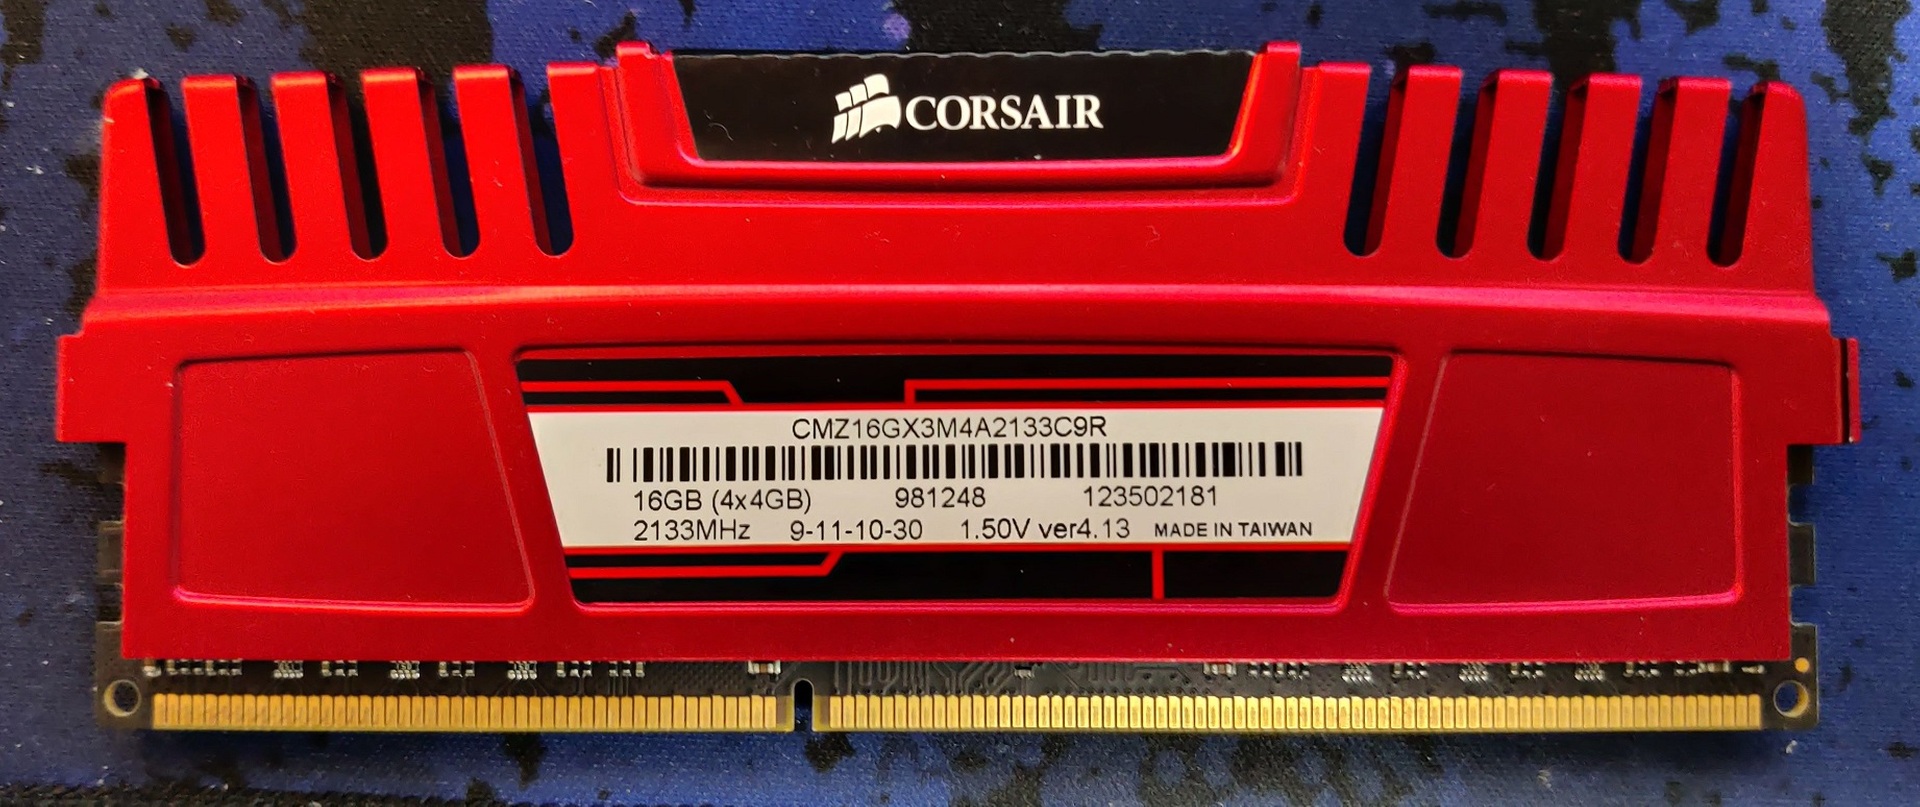 CORSAIR
CMZ16GX3M4A2133C9R
16GB (4x4GB) 981248 123502181
2133MHz 9-11-10-30 1.50V ver4.13 MADE IN TAIWAN